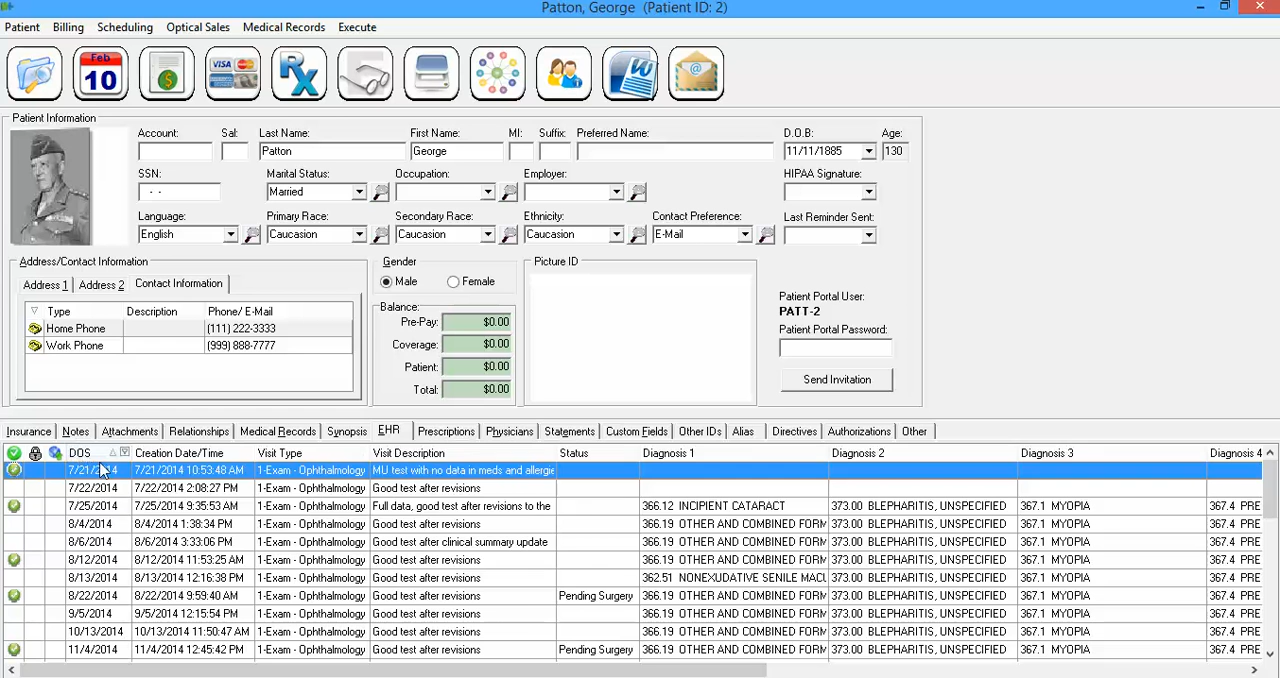 Patton, George (Patient ID: 2)
Patient Billing Scheduling Optical Sales Medical Records Execute
Feb 10 VISA Rx W @
Patient Information
Account: Sal: Last Name: First Name: MI: Suffix: Preferred Name: D.O.B: Age:
Patton George 11/11/1885 130
SSN: Marital Status: Occupation: Employer: HIPAA Signature:
- - Married
Language: Primary Race: Secondary Race: Ethnicity: Contact Preference: Last Reminder Sent:
English Caucasion Caucasion Caucasion E-Mail
Address/Contact Information Gender Picture ID
Address 1 Address 2 Contact Information Male Female
Type Description Phone/ E-Mail
Home Phone (111) 222-3333
Work Phone (999) 888-7777
Balance:
Pre-Pay: $0.00
Coverage: $0.00
Patient: $0.00
Total: $0.00
Patient Portal User:
PATT-2
Patient Portal Password:
Send Invitation
Insurance Notes Attachments Relationships Medical Records Synopsis EHR Prescriptions Physicians Statements Custom Fields Other IDs Alias Directives Authorizations Other
DOS Creation Date/Time Visit Type Visit Description Status Diagnosis 1 Diagnosis 2 Diagnosis 3 Diagnosis 4
7/21/2014 7/21/2014 10:53:48 AM 1-Exam - Ophthalmology MU test with no data in meds and allergie
7/22/2014 7/22/2014 2:08:27 PM 1-Exam - Ophthalmology Good test after revisions
7/25/2014 7/25/2014 9:35:53 AM 1-Exam - Ophthalmology Full data, good test after revisions to the 366.12 INCIPIENT CATARACT 373.00 BLEPHARITIS, UNSPECIFIED 367.1 MYOPIA 367.4 PRE
8/4/2014 8/4/2014 1:38:34 PM 1-Exam - Ophthalmology Good test after revisions 366.19 OTHER AND COMBINED FORM 373.00 BLEPHARITIS, UNSPECIFIED 367.1 MYOPIA 367.4 PRE
8/6/2014 8/6/2014 3:33:06 PM 1-Exam - Ophthalmology Good test after clinical summary update 366.19 OTHER AND COMBINED FORM 373.00 BLEPHARITIS, UNSPECIFIED 367.1 MYOPIA 367.4 PRE
8/12/2014 8/12/2014 11:53:25 AM 1-Exam - Ophthalmology Good test after revisions 366.19 OTHER AND COMBINED FORM 373.00 BLEPHARITIS, UNSPECIFIED 367.1 MYOPIA 367.4 PRE
8/13/2014 8/13/2014 12:16:38 PM 1-Exam - Ophthalmology Good test after revisions 362.51 NONEXUDATIVE SENILE MACU 373.00 BLEPHARITIS, UNSPECIFIED 367.1 MYOPIA 367.4 PRE
8/22/2014 8/22/2014 9:59:40 AM 1-Exam - Ophthalmology Good test after revisions Pending Surgery 366.19 OTHER AND COMBINED FORM 373.00 BLEPHARITIS, UNSPECIFIED 367.1 MYOPIA 367.4 PRE
9/5/2014 9/5/2014 12:15:54 PM 1-Exam - Ophthalmology Good test after revisions 366.19 OTHER AND COMBINED FORM 373.00 BLEPHARITIS, UNSPECIFIED 367.1 MYOPIA 367.4 PRE
10/13/2014 10/13/2014 11:50:47 AM 1-Exam - Ophthalmology Good test after revisions 366.19 OTHER AND COMBINED FORM 373.00 BLEPHARITIS, UNSPECIFIED 367.1 MYOPIA 367.4 PRE
11/4/2014 11/4/2014 12:45:42 PM 1-Exam - Ophthalmology Good test after revisions Pending Surgery 366.19 OTHER AND COMBINED FORM 373.00 BLEPHARITIS, UNSPECIFIED 367.1 MYOPIA 367.4 PRE